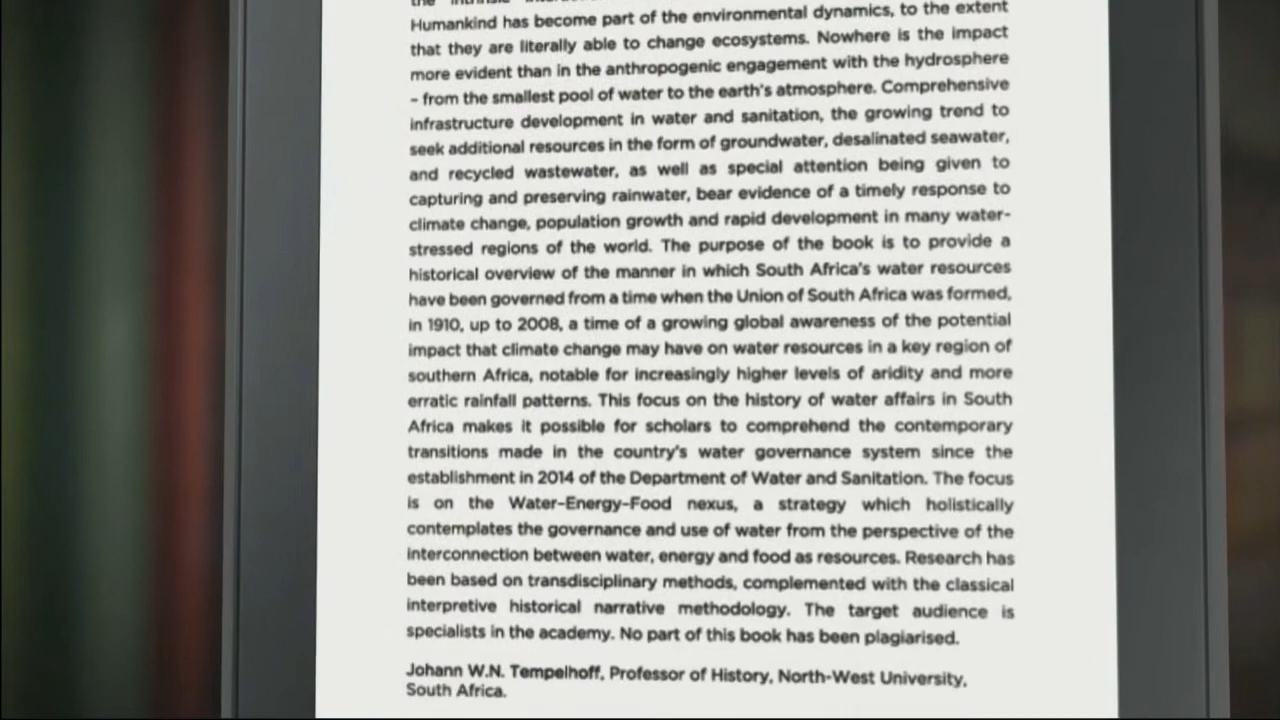 Humankind has become part of the environmental dynamics, to the extent
that they are literally able to change ecosystems. Nowhere is the impact
more evident than in the anthropogenic engagement with the hydrosphere
– from the smallest pool of water to the earth's atmosphere. Comprehensive
infrastructure development in water and sanitation, the growing trend to
seek additional resources in the form of groundwater, desalinated seawater,
and recycled wastewater, as well as special attention being given to
capturing and preserving rainwater, bear evidence of a timely response to
climate change, population growth and rapid development in many water-
stressed regions of the world. The purpose of the book is to provide a
historical overview of the manner in which South Africa's water resources
have been governed from a time when the Union of South Africa was formed,
in 1910, up to 2008, a time of a growing global awareness of the potential
impact that climate change may have on water resources in a key region of
southern Africa, notable for increasingly higher levels of aridity and more
erratic rainfall patterns. This focus on the history of water affairs in South
Africa makes it possible for scholars to comprehend the contemporary
transitions made in the country's water governance system since the
establishment in 2014 of the Department of Water and Sanitation. The focus
is on the Water–Energy–Food nexus, a strategy which holistically
contemplates the governance and use of water from the perspective of the
interconnection between water, energy and food as resources. Research has
been based on transdisciplinary methods, complemented with the classical
interpretive historical narrative methodology. The target audience is
specialists in the academy. No part of this book has been plagiarised.
Johann W.N. Tempelhoff, Professor of History, North-West University,
South Africa.